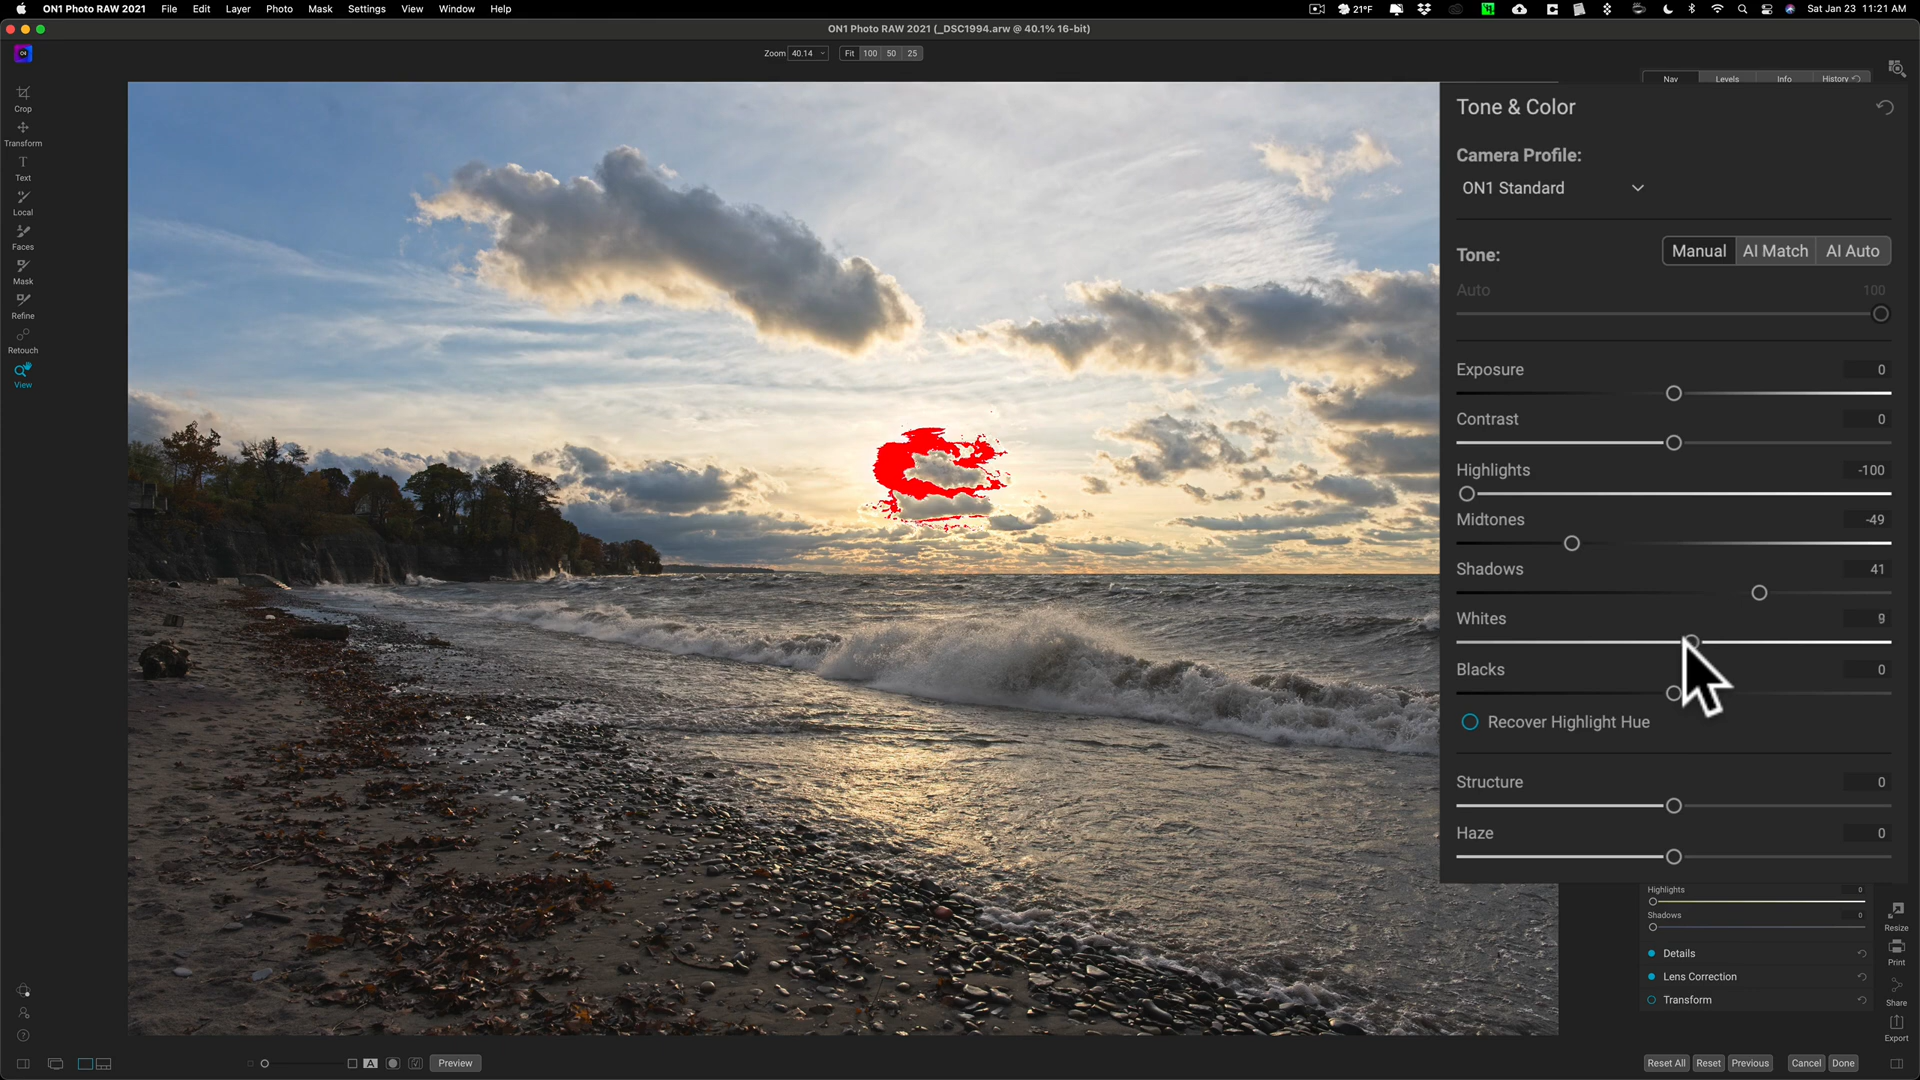 ON1 Photo RAW 2021 File Edit Layer Photo Mask Settings View Window Help
21°F Sat Jan 23 11:21 AM
ON1 Photo RAW 2021 (_DSC1994.arw @ 40.1% 16-bit)
Zoom 40.14 Fit 100 50 25
Nav Levels Info History
Crop
Transform
Text
Local
Faces
Mask
Refine
Retouch
View
Tone & Color
Camera Profile:
ON1 Standard
Tone: Manual AI Match AI Auto
Auto 100
Exposure 0
Contrast 0
Highlights -100
Midtones -49
Shadows 41
Whites 9
Blacks 0
Recover Highlight Hue
Structure 0
Haze 0
Highlights 0
Shadows 0
Details
Lens Correction
Transform
Resize
Print
Share
Export
A Preview
Reset All Reset Previous Cancel Done